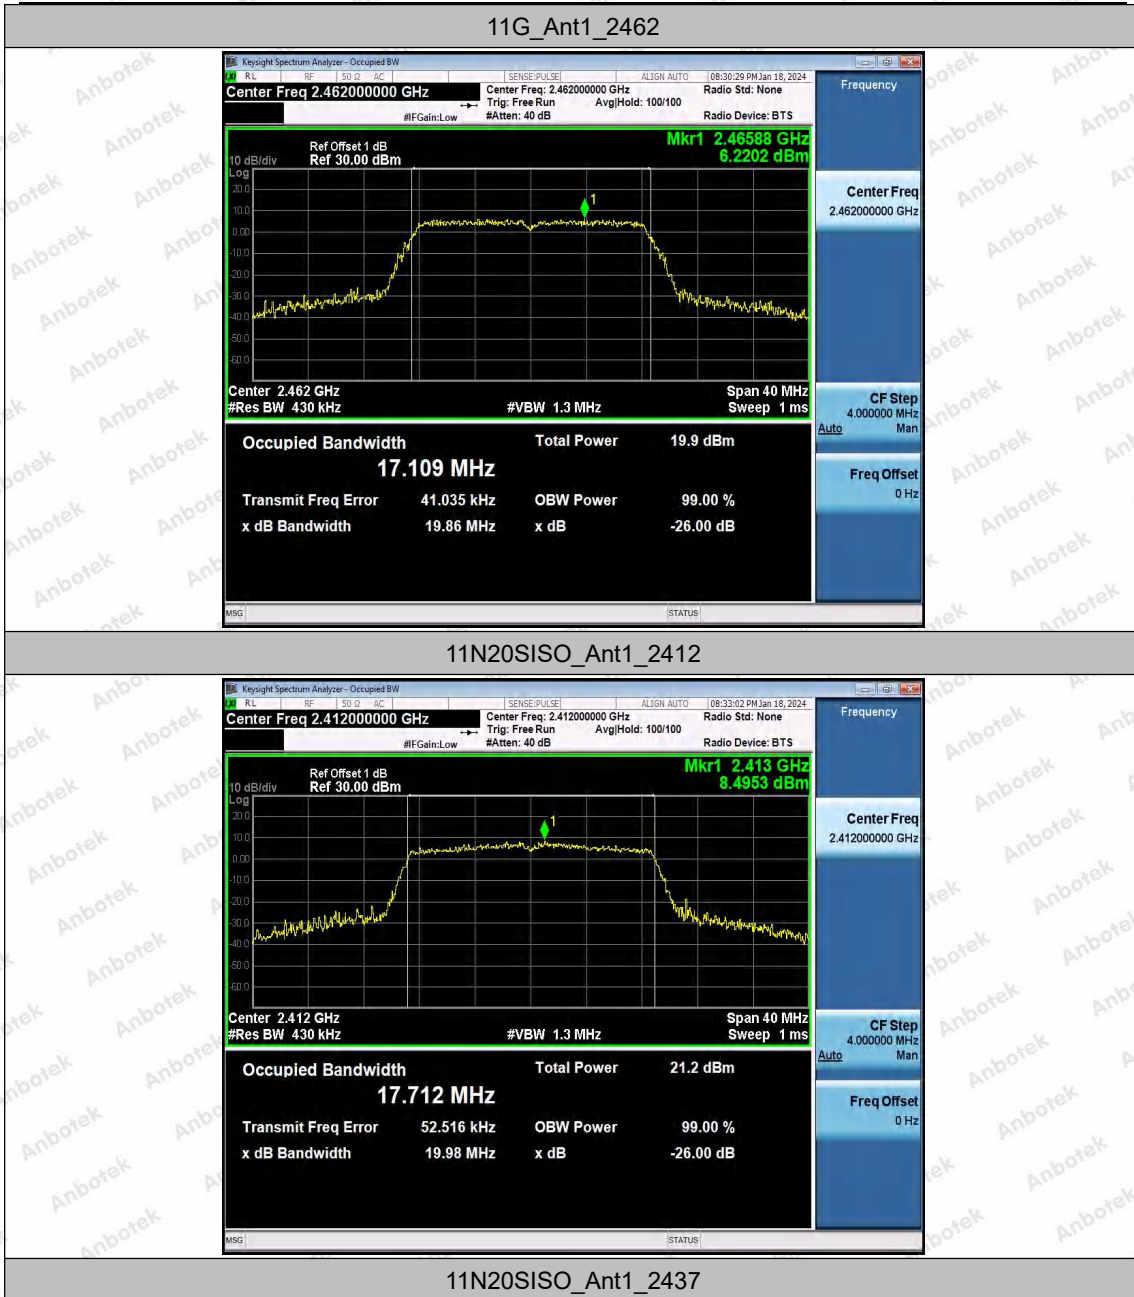 11G_Ant1_2462
Keysight Spectrum Analyzer - Occupied BW
RL RF 50 Ω AC SENSE:PULSE ALIGN AUTO 08:30:29 PM Jan 18, 2024
Center Freq 2.462000000 GHz Center Freq: 2.462000000 GHz Radio Std: None
Trig: Free Run Avg|Hold: 100/100
#IFGain:Low #Atten: 40 dB Radio Device: BTS
Frequency
Mkr1 2.46588 GHz
6.2202 dBm
Ref Offset 1 dB
10 dB/div Ref 30.00 dBm
Log
20.0
10.0
0.00
-10.0
-20.0
-30.0
-40.0
-50.0
-60.0
1
Center 2.462 GHz Span 40 MHz
#Res BW 430 kHz #VBW 1.3 MHz Sweep 1 ms
Center Freq
2.462000000 GHz
CF Step
4.000000 MHz
Auto Man
Freq Offset
0 Hz
Occupied Bandwidth Total Power 19.9 dBm
17.109 MHz
Transmit Freq Error 41.035 kHz OBW Power 99.00 %
x dB Bandwidth 19.86 MHz x dB -26.00 dB
MSG STATUS
11N20SISO_Ant1_2412
Keysight Spectrum Analyzer - Occupied BW
RL RF 50 Ω AC SENSE:PULSE ALIGN AUTO 08:33:02 PM Jan 18, 2024
Center Freq 2.412000000 GHz Center Freq: 2.412000000 GHz Radio Std: None
Trig: Free Run Avg|Hold: 100/100
#IFGain:Low #Atten: 40 dB Radio Device: BTS
Frequency
Mkr1 2.413 GHz
8.4953 dBm
Ref Offset 1 dB
10 dB/div Ref 30.00 dBm
Log
20.0
10.0
0.00
-10.0
-20.0
-30.0
-40.0
-50.0
-60.0
1
Center 2.412 GHz Span 40 MHz
#Res BW 430 kHz #VBW 1.3 MHz Sweep 1 ms
Center Freq
2.412000000 GHz
CF Step
4.000000 MHz
Auto Man
Freq Offset
0 Hz
Occupied Bandwidth Total Power 21.2 dBm
17.712 MHz
Transmit Freq Error 52.516 kHz OBW Power 99.00 %
x dB Bandwidth 19.98 MHz x dB -26.00 dB
MSG STATUS
11N20SISO_Ant1_2437
Anbotek